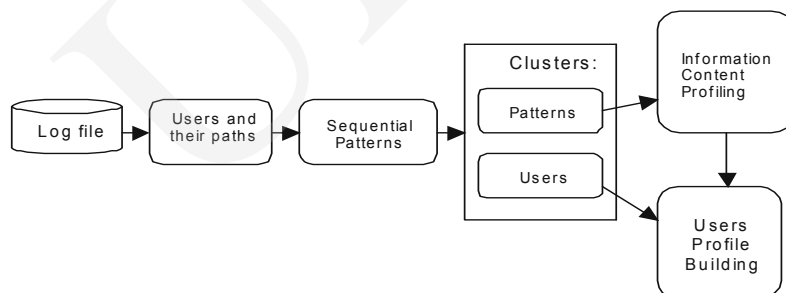 Log file
Users and
their paths
Sequential
Patterns
Clusters:
Patterns
Users
Information
Content
Profiling
Users
Profile
Building